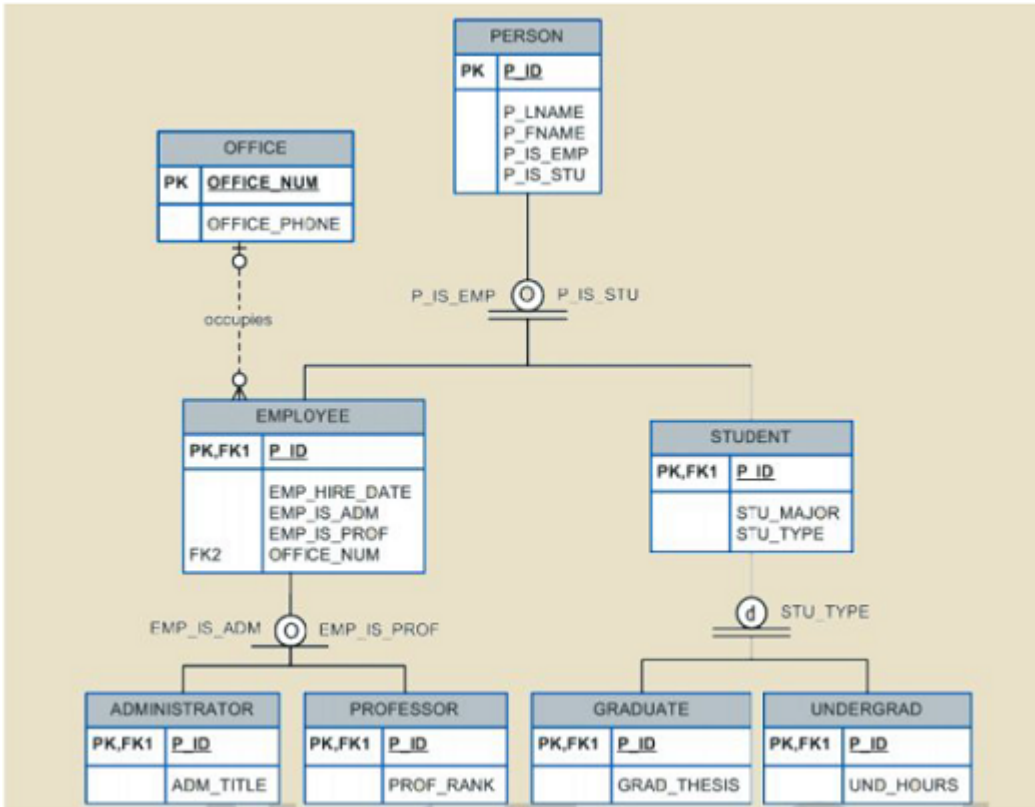 PERSON
PK P_ID
P_LNAME
P_FNAME
P_IS_EMP
P_IS_STU
OFFICE
PK OFFICE_NUM
OFFICE_PHONE
P_IS_EMP O P_IS_STU
occupies
EMPLOYEE
PK,FK1 P_ID
EMP_HIRE_DATE
EMP_IS_ADM
EMP_IS_PROF
FK2 OFFICE_NUM
STUDENT
PK,FK1 P_ID
STU_MAJOR
STU_TYPE
EMP_IS_ADM O EMP_IS_PROF
d STU_TYPE
ADMINISTRATOR
PK,FK1 P_ID
ADM_TITLE
PROFESSOR
PK,FK1 P_ID
PROF_RANK
GRADUATE
PK,FK1 P_ID
GRAD_THESIS
UNDERGRAD
PK,FK1 P_ID
UND_HOURS